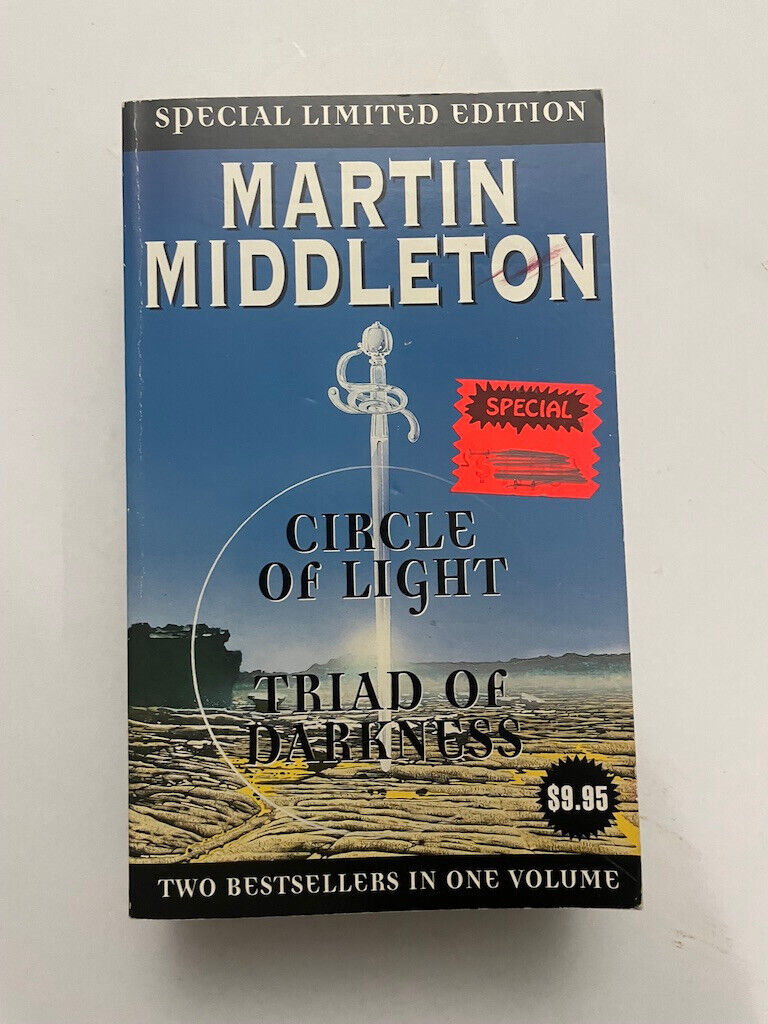 SPECIAL LIMITED EDITION
MARTIN
MIDDLETON
SPECIAL
CIRCLE
OF LIGHT
TRIAD OF
DARKNESS
$9.95
TWO BESTSELLERS IN ONE VOLUME